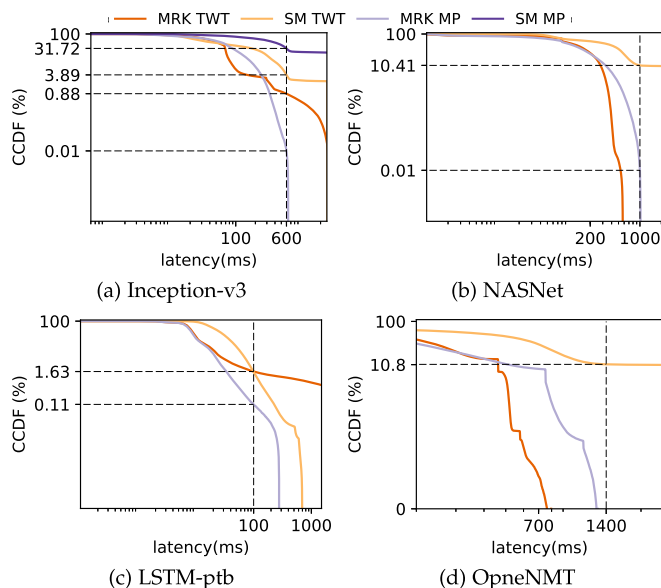 MRK TWT SM TWT MRK MP SM MP
100
31.72
3.89
0.88
0.01
CCDF (%)
100 600
latency(ms)
(a) Inception-v3
100
10.41
0.01
CCDF (%)
200 1000
latency(ms)
(b) NASNet
100
1.63
0.11
CCDF (%)
100 1000
latency(ms)
(c) LSTM-ptb
100
10.8
0
CCDF (%)
700 1400
latency(ms)
(d) OpneNMT